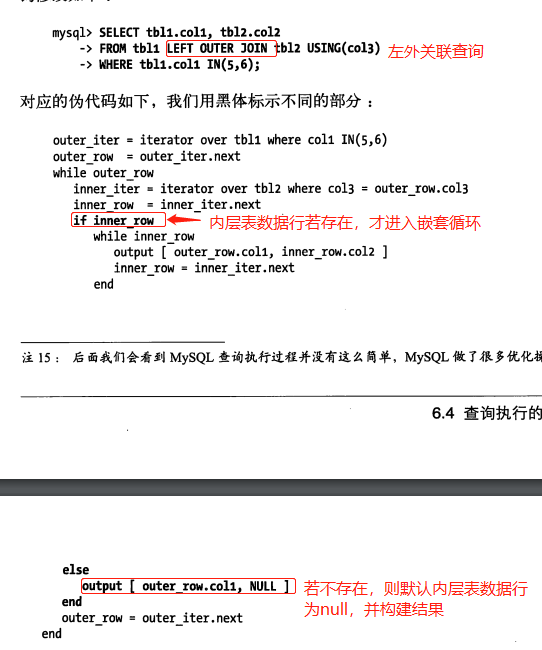 mysql> SELECT tbl1.col1, tbl2.col2
-> FROM tbl1 LEFT OUTER JOIN tbl2 USING(col3)
左外关联查询
-> WHERE tbl1.col1 IN(5,6);
对应的伪代码如下，我们用黑体标示不同的部分：
outer_iter = iterator over tbl1 where col1 IN(5,6)
outer_row = outer_iter.next
while outer_row
inner_iter = iterator over tbl2 where col3 = outer_row.col3
inner_row = inner_iter.next
if inner_row
内层表数据行若存在，才进入嵌套循环
while inner_row
output [ outer_row.col1, inner_row.col2 ]
inner_row = inner_iter.next
end
注 15： 后面我们会看到 MySQL 查询执行过程并没有这么简单，MySQL 做了很多优化
6.4 查询执行的
else
output [ outer_row.col1, NULL ]
若不存在，则默认内层表数据行
为null，并构建结果
end
outer_row = outer_iter.next
end